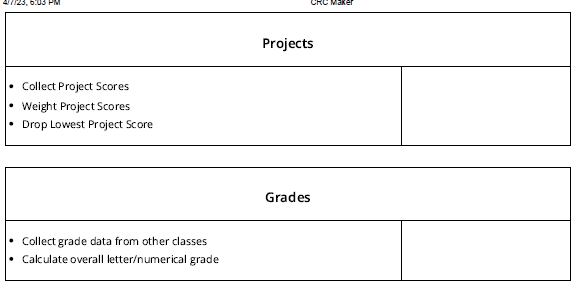 4/7/23, 6:03 PM CRC Maker
Projects
• Collect Project Scores
• Weight Project Scores
• Drop Lowest Project Score
Grades
• Collect grade data from other classes
• Calculate overall letter/numerical grade